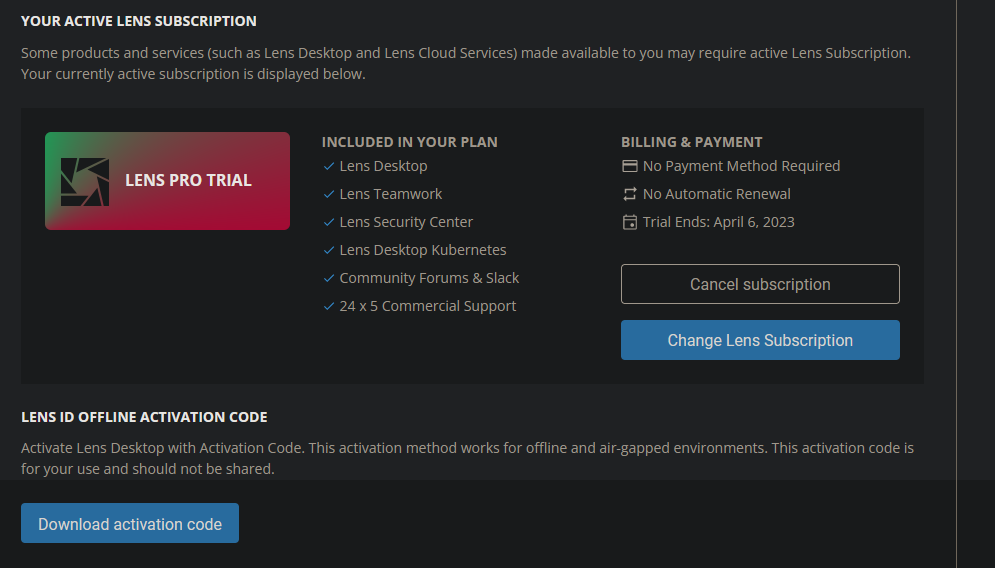 YOUR ACTIVE LENS SUBSCRIPTION
Some products and services (such as Lens Desktop and Lens Cloud Services) made available to you may require active Lens Subscription.
Your currently active subscription is displayed below.
LENS PRO TRIAL
INCLUDED IN YOUR PLAN
Lens Desktop
Lens Teamwork
Lens Security Center
Lens Desktop Kubernetes
Community Forums & Slack
24 x 5 Commercial Support
BILLING & PAYMENT
No Payment Method Required
No Automatic Renewal
Trial Ends: April 6, 2023
Cancel subscription
Change Lens Subscription
LENS ID OFFLINE ACTIVATION CODE
Activate Lens Desktop with Activation Code. This activation method works for offline and air-gapped environments. This activation code is
for your use and should not be shared.
Download activation code